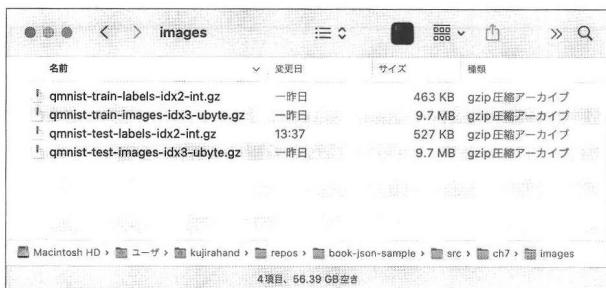 images
名前 変更日 サイズ 種類
qmnist-train-labels-idx2-int.gz 一昨日 463 KB gzip圧縮アーカイブ
qmnist-train-images-idx3-ubyte.gz 一昨日 9.7 MB gzip圧縮アーカイブ
qmnist-test-labels-idx2-int.gz 13:37 527 KB gzip圧縮アーカイブ
qmnist-test-images-idx3-ubyte.gz 一昨日 9.7 MB gzip圧縮アーカイブ
Macintosh HD › ユーザ › kujirahand › repos › book-json-sample › src › ch7 › images
4項目、56.39 GB空き